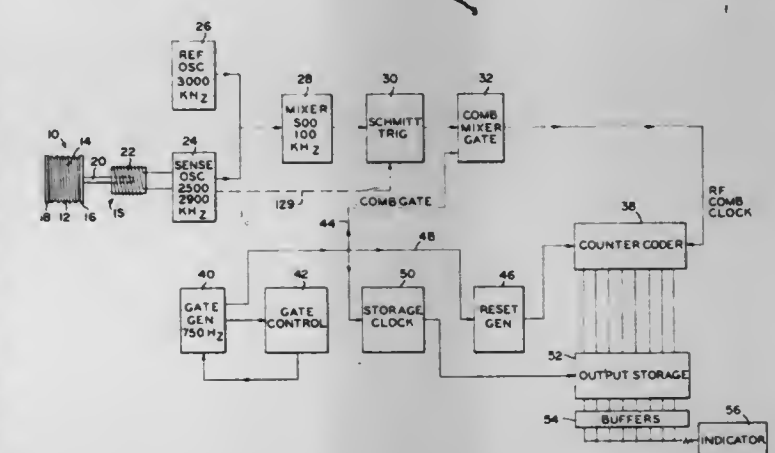 26
REF
OSC
3000
KHZ
28
MIXER
500
100
KHZ
30
SCHMITT
TRIG
32
COMB
MIXER
GATE
10
14
20
22
24
SENSE
OSC
2500
2900
KHZ
18
12
16
15
129
COMB GATE
44
48
RF
COMB
CLOCK
38
COUNTER CODER
40
GATE
GEN
750 HZ
42
GATE
CONTROL
50
STORAGE
CLOCK
46
RESET
GEN
52
OUTPUT STORAGE
54
BUFFERS
56
INDICATOR